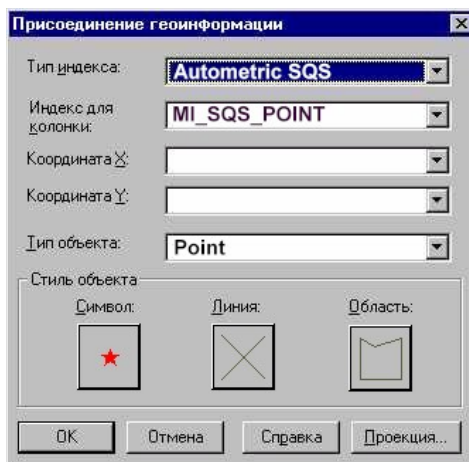 Присоединение геоинформации
Тип индекса: Autometric SQS
Индекс для
колонки: MI_SQS_POINT
Координата X:
Координата Y:
Тип объекта: Point
Стиль объекта
Символ: Линия: Область:
OK Отмена Справка Проекция...